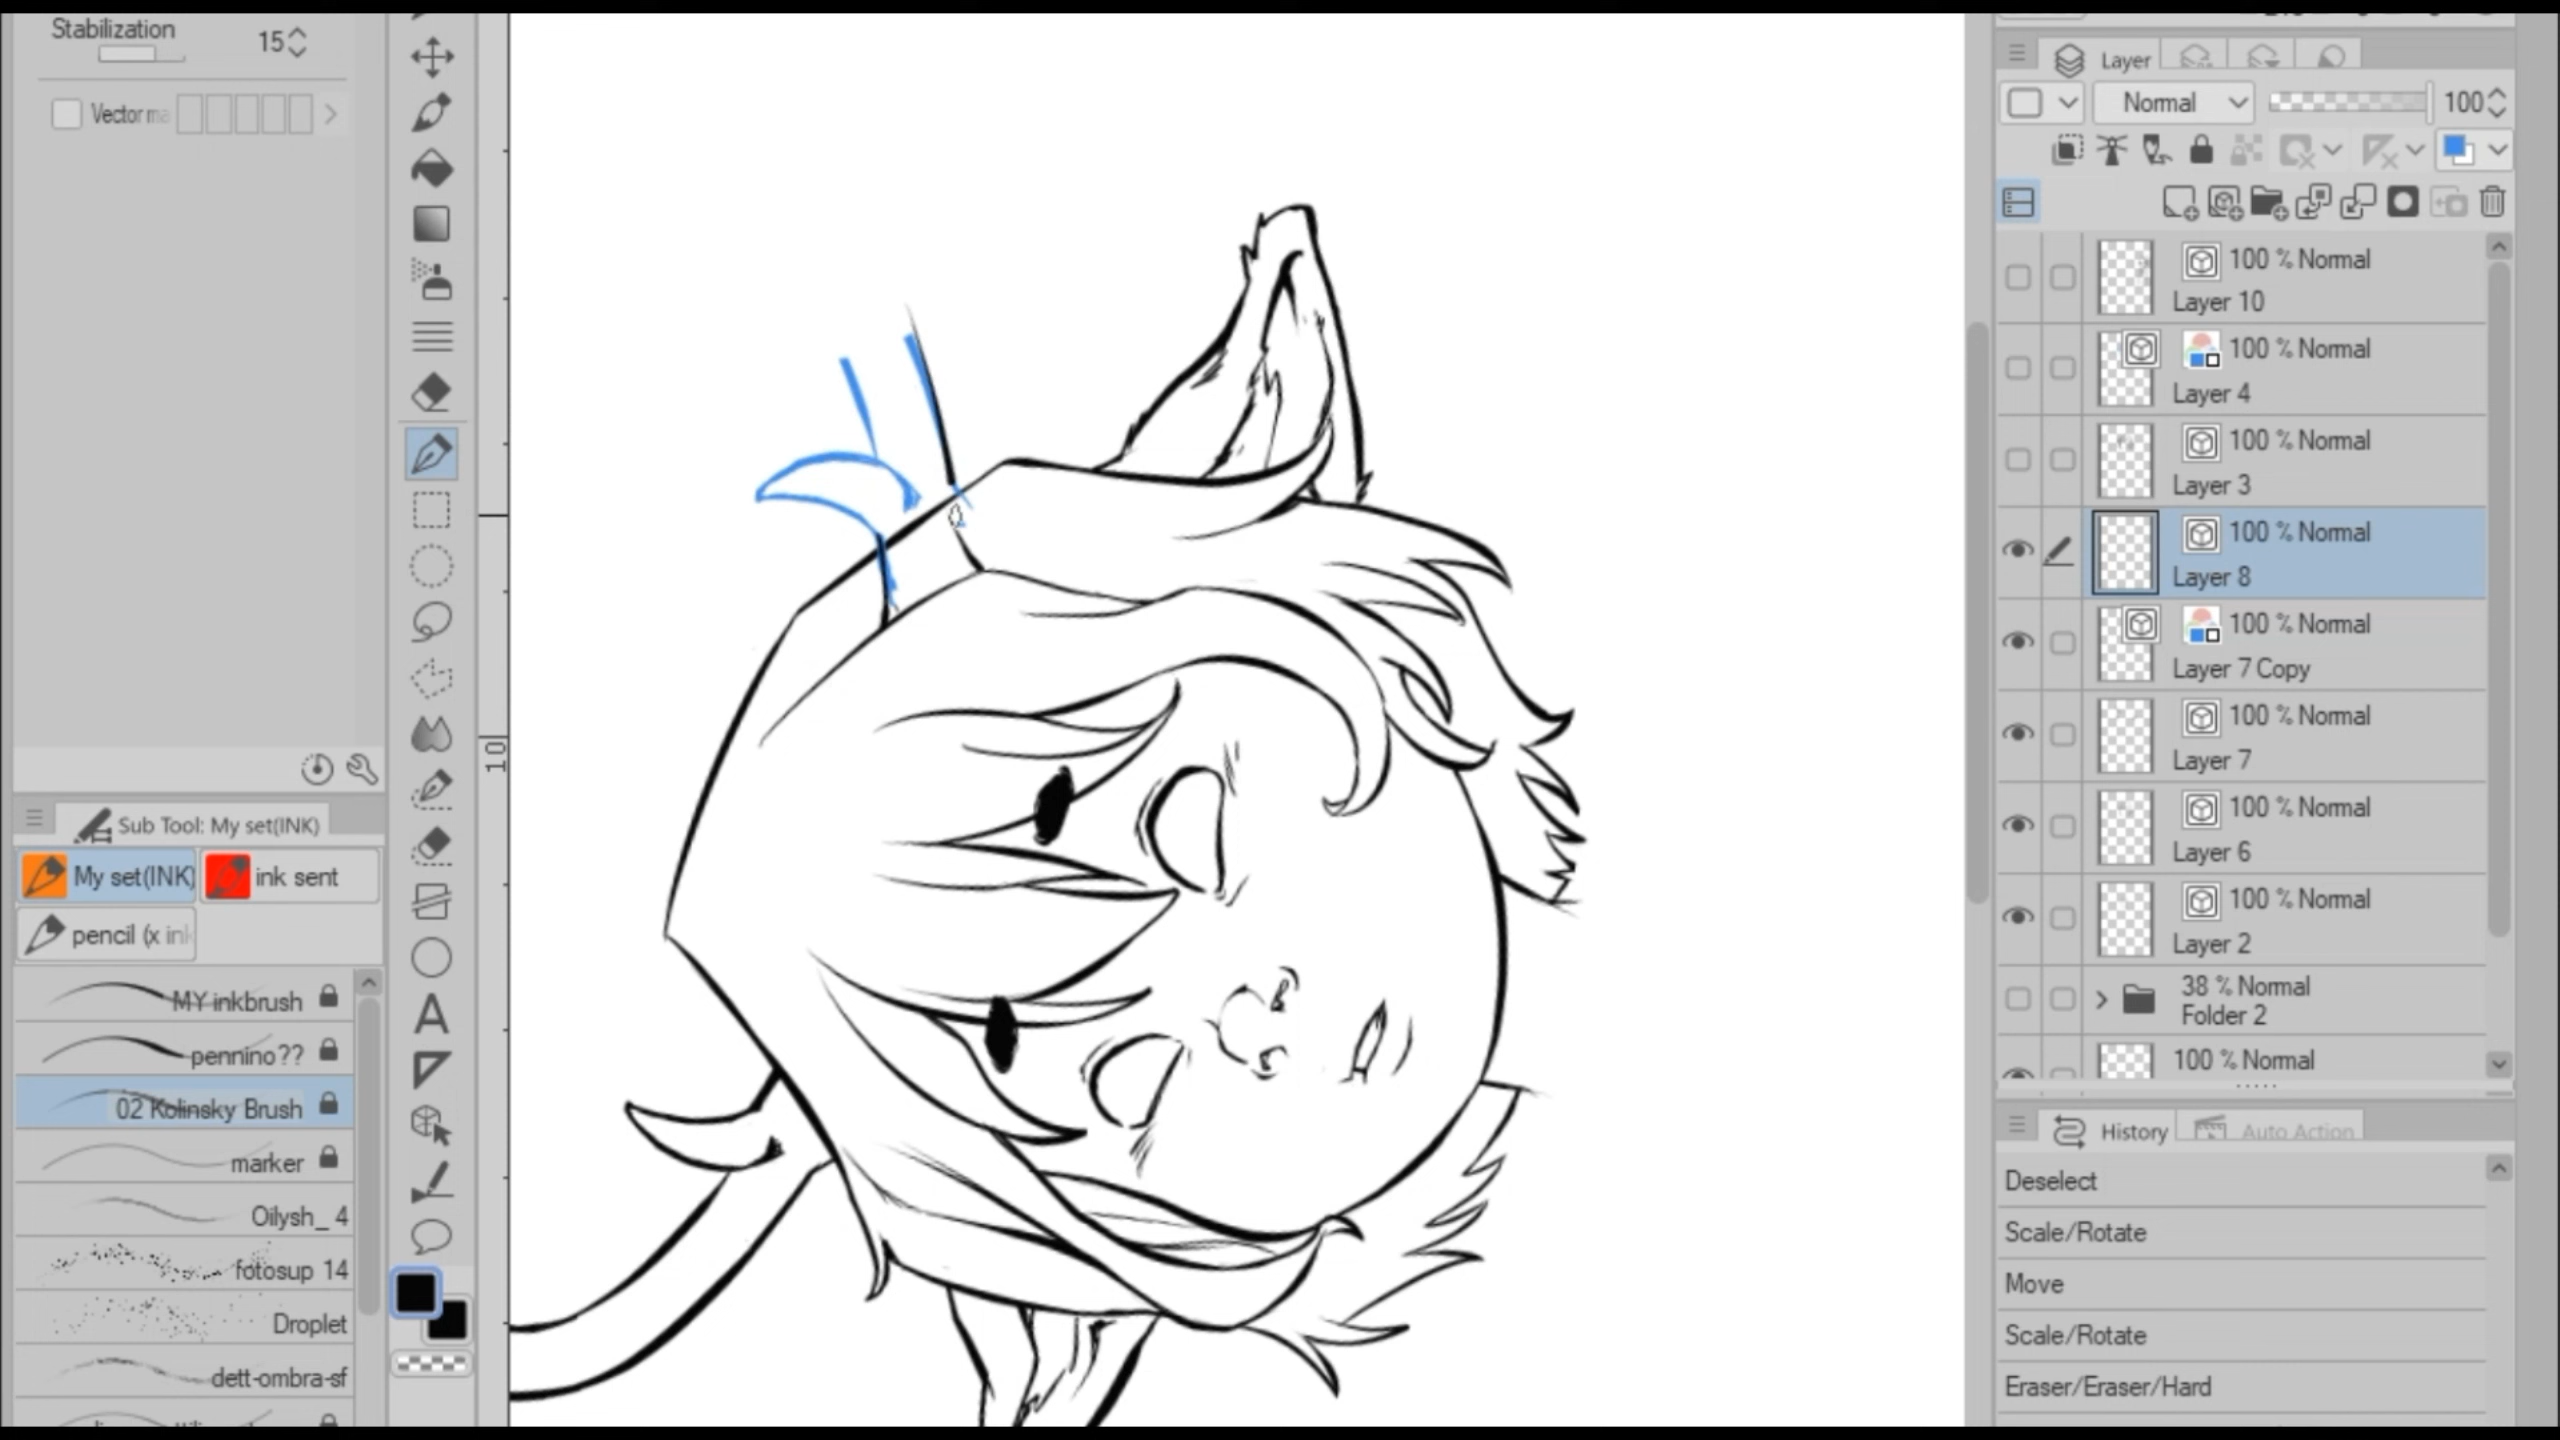 Stabilization 15
Vector ma
Sub Tool: My set(INK)
My set(INK) ink sent
pencil (x ink
MY inkbrush
pennino??
02 Kolinsky Brush
marker
Oilysh_ 4
fotosup 14
Droplet
dett-ombra-sf
A
10
Layer
Normal 100
100 % Normal
Layer 10
100 % Normal
Layer 4
100 % Normal
Layer 3
100 % Normal
Layer 8
100 % Normal
Layer 7 Copy
100 % Normal
Layer 7
100 % Normal
Layer 6
100 % Normal
Layer 2
38 % Normal
Folder 2
100 % Normal
History Auto Action
Deselect
Scale/Rotate
Move
Scale/Rotate
Eraser/Eraser/Hard